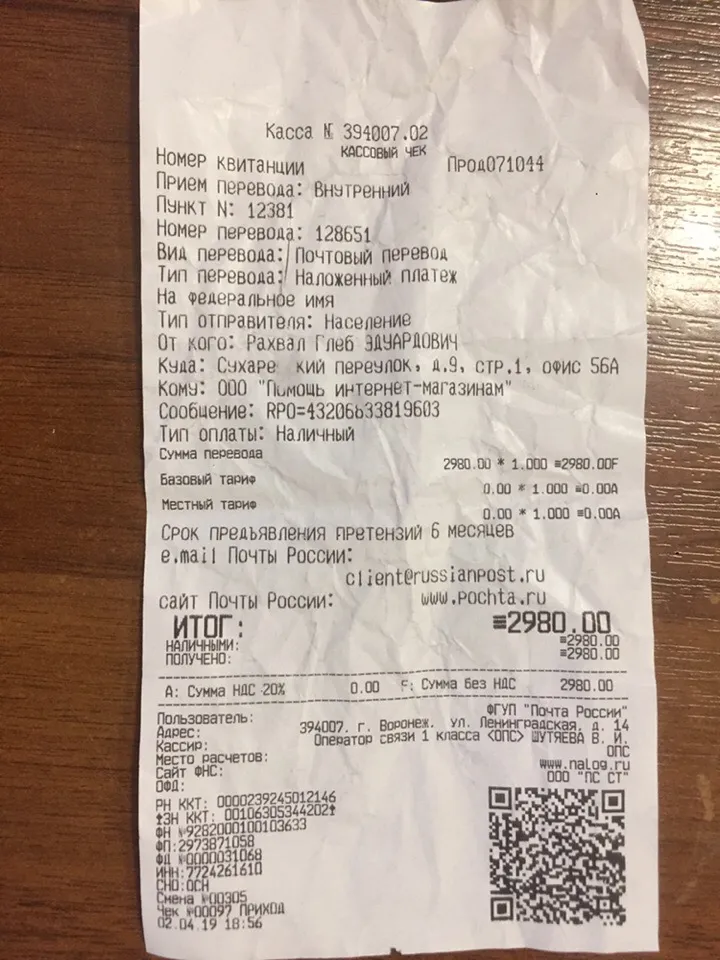 Касса № 394007.02
КАССОВЫЙ ЧЕК
Номер квитанции Прод071044
Прием перевода: Внутренний
Пункт N: 12381
Номер перевода: 128651
Вид перевода: Почтовый перевод
Тип перевода: Наложенный платеж
На федеральное имя
Тип отправителя: Население
От кого: Рахвал Глеб ЭДУАРДОВИЧ
Куда: Сухаре кий переулок, д.9, стр.1, офис 56А
Кому: ООО "Помощь интернет-магазинам"
Сообщение: RPO=43206833819603
Тип оплаты: Наличный
Сумма перевода
2980.00 * 1.000 ≡2980.00F
Базовый тариф
0.00 * 1.000 ≡0.00А
Местный тариф
0.00 * 1.000 ≡0.00А
Срок предъявления претензий 6 месяцев
e.mail Почты России:
client@russianpost.ru
сайт Почты России: www.pochta.ru
ИТОГ: ≡2980.00
НАЛИЧНЫМИ: ≡2980.00
ПОЛУЧЕНО: ≡2980.00
А: Сумма НДС 20% 0.00 F: Сумма без НДС 2980.00
Пользователь: ФГУП "Почта России"
Адрес: 394007. г. Воронеж. ул. Ленинградская, д. 14
Кассир: Оператор связи 1 класса <ОПС> ШУТЯЕВА В. И.
Место расчетов: ОПС
Сайт ФНС: www.nalog.ru
ОФД: ООО "ПС СТ"
РН ККТ: 0000239245012146
ЗН ККТ: 00106305344202
ФН №9282000100103633
ФП:2973871058
ФД №0000031068
ИНН:7724261610
СНО:ОСН
Смена №00305
Чек №00097 ПРИХОД
02.04.19 18:56